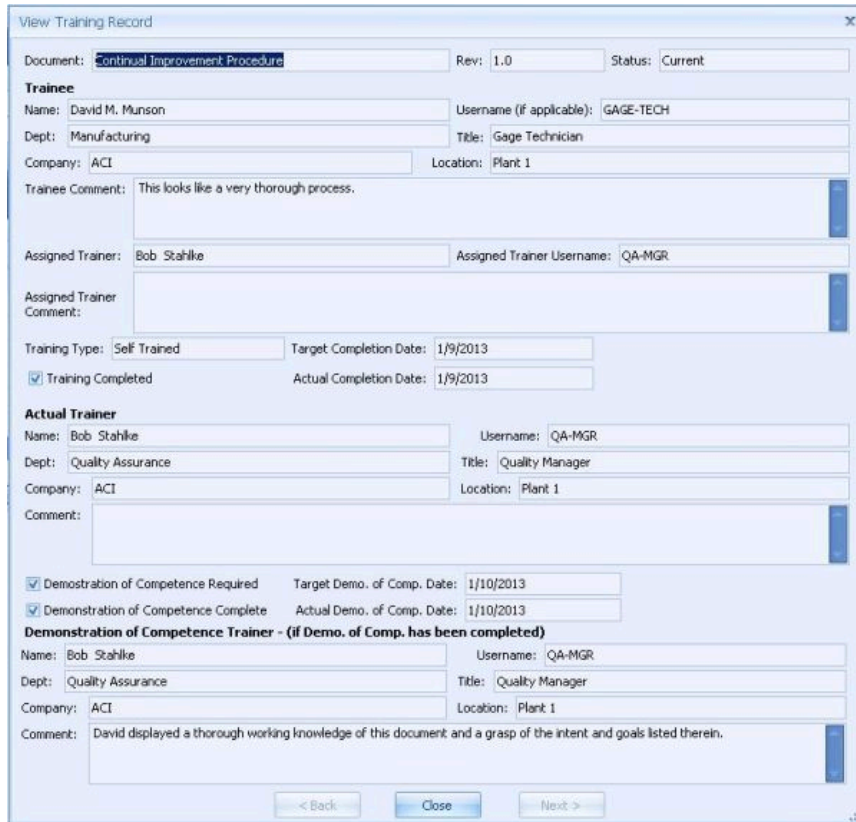 View Training Record x
Document: Continual Improvement Procedure Rev: 1.0 Status: Current
Trainee
Name: David M. Munson Username (if applicable): GAGE-TECH
Dept: Manufacturing Title: Gage Technician
Company: ACI Location: Plant 1
Trainee Comment: This looks like a very thorough process.
Assigned Trainer: Bob Stahlke Assigned Trainer Username: QA-MGR
Assigned Trainer
Comment:
Training Type: Self Trained Target Completion Date: 1/9/2013
Training Completed Actual Completion Date: 1/9/2013
Actual Trainer
Name: Bob Stahlke Username: QA-MGR
Dept: Quality Assurance Title: Quality Manager
Company: ACI Location: Plant 1
Comment:
Demostration of Competence Required Target Demo. of Comp. Date: 1/10/2013
Demonstration of Competence Complete Actual Demo. of Comp. Date: 1/10/2013
Demonstration of Competence Trainer - (if Demo. of Comp. has been completed)
Name: Bob Stahlke Username: QA-MGR
Dept: Quality Assurance Title: Quality Manager
Company: ACI Location: Plant 1
Comment: David displayed a thorough working knowledge of this document and a grasp of the intent and goals listed therein.
< Back Close Next >